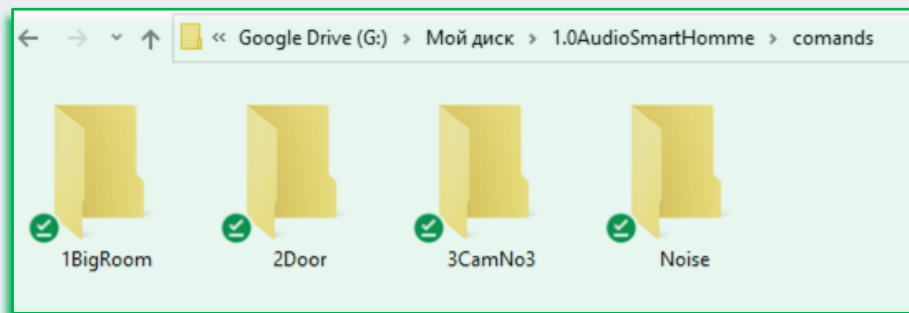 « Google Drive (G:) › Мой диск › 1.0AudioSmartHomme › comands
1BigRoom 2Door 3CamNo3 Noise